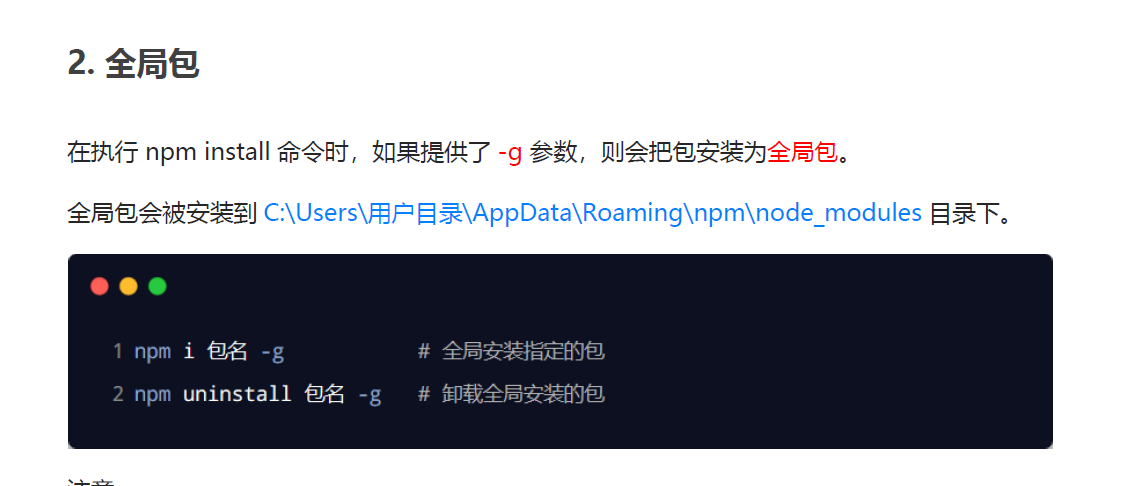 2. 全局包
在执行 npm install 命令时，如果提供了 -g 参数，则会把包安装为全局包。
全局包会被安装到 C:\Users\用户目录\AppData\Roaming\npm\node_modules 目录下。
1 npm i 包名 -g # 全局安装指定的包
2 npm uninstall 包名 -g # 卸载全局安装的包
注意